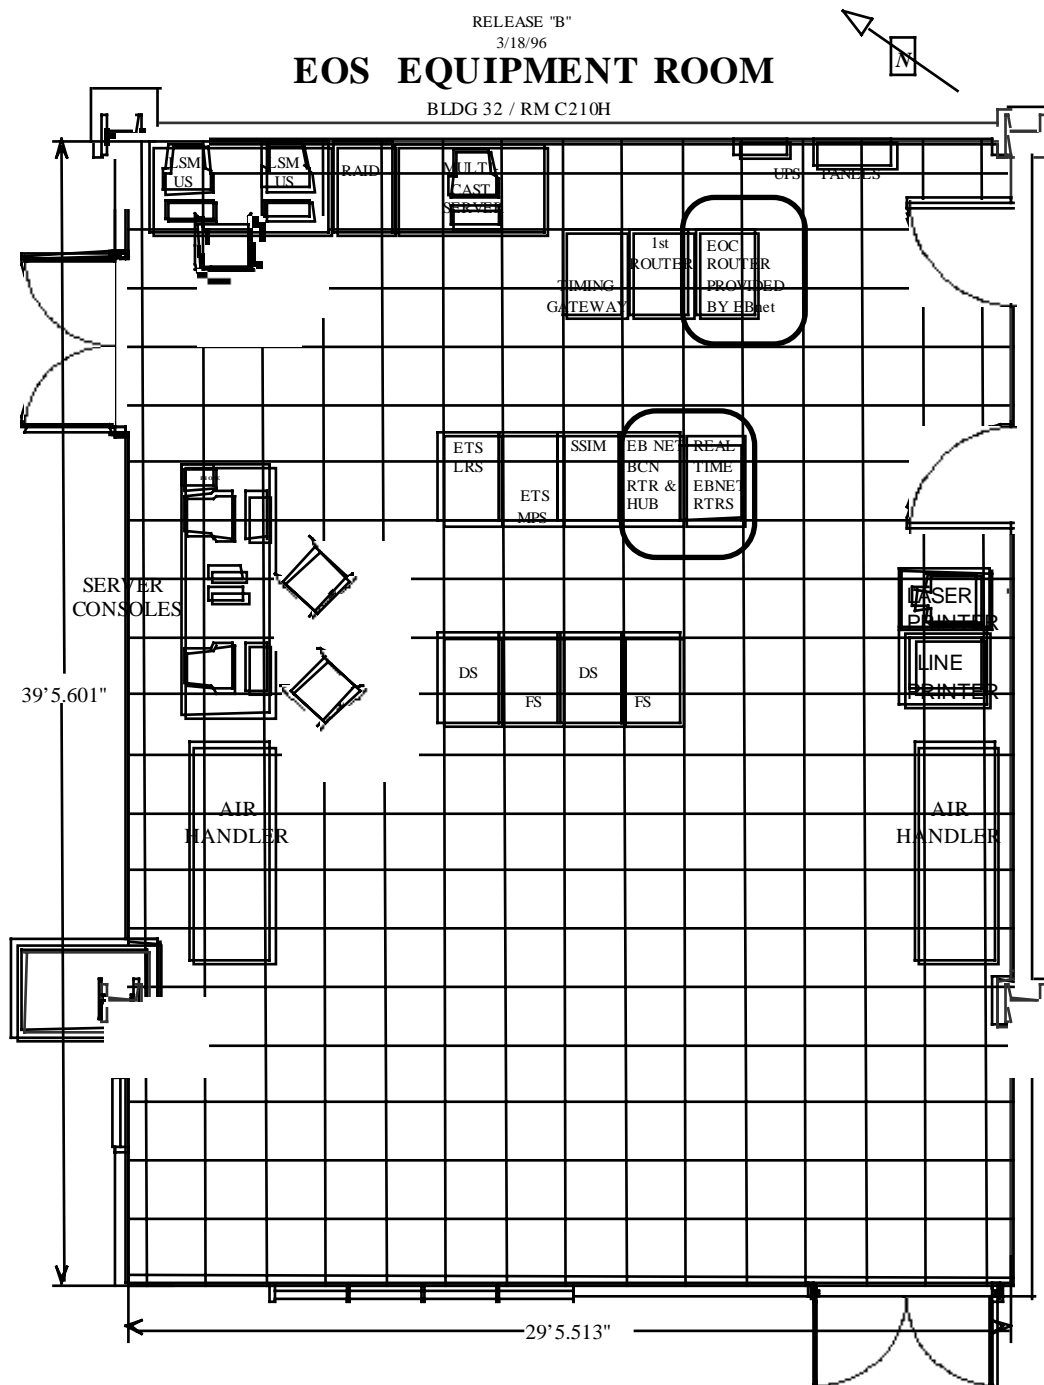 RELEASE "B"
3/18/96
EOS EQUIPMENT ROOM
BLDG 32 / RM C210H
N
LSM
US
LSM
US
RAID
MULTI
CAST
SERVER
UPS
PANELS
TIMING
GATEWAY
1st
ROUTER
EOC
ROUTER
PROVIDED
BY EBnet
ETS
LRS
ETS
MPS
SSIM
EB NET
BCN
RTR &
HUB
REAL
TIME
EBNET
RTRS
SERVER
CONSOLES
LASER
PRINTER
LINE
PRINTER
DS
FS
DS
FS
39'5.601"
AIR
HANDLER
AIR
HANDLER
29'5.513"